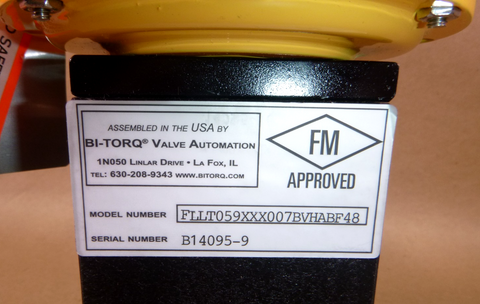 ASSEMBLED IN THE USA BY
BI-TORQ® VALVE AUTOMATION
1N050 LINLAR DRIVE • LA FOX, IL
TEL: 630-208-9343 WWW.BITORQ.COM
FM
APPROVED
MODEL NUMBER FLLT059XXX007BVHABF48
SERIAL NUMBER B14095-9